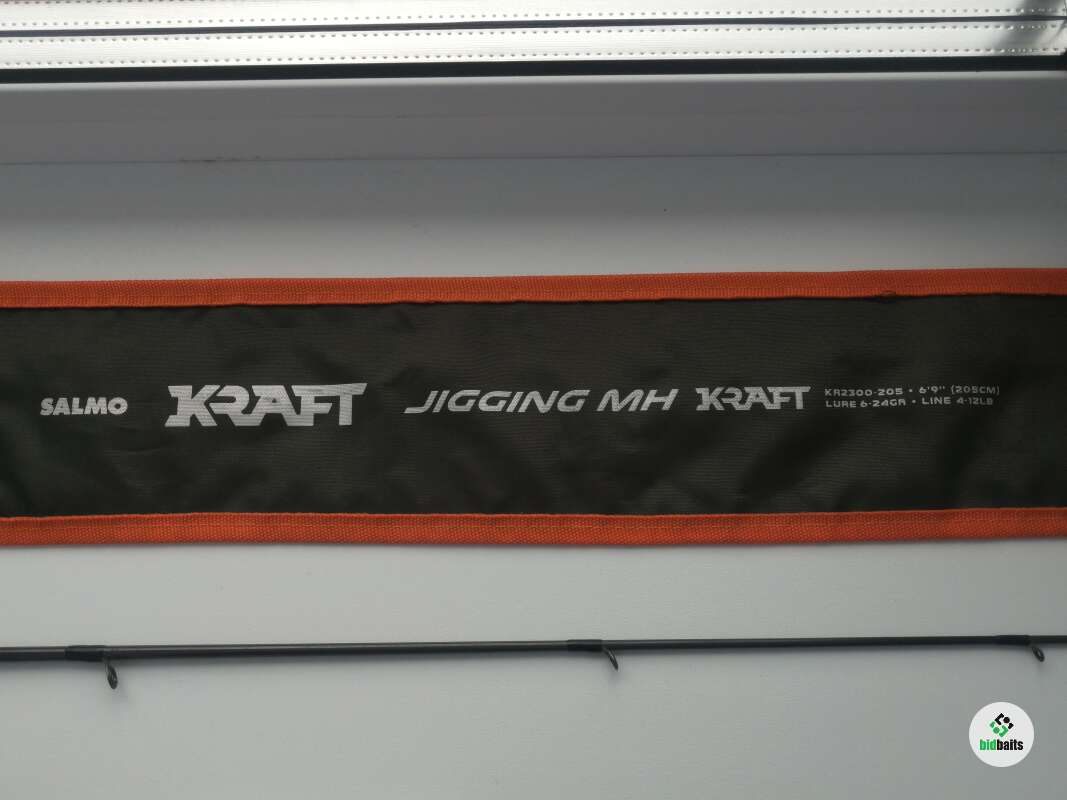 SALMO KRAFT JIGGING MH KRAFT KR2300-205 • 6'9" (205CM)
LURE 6-24GR • LINE 4-12LB
bidbaits